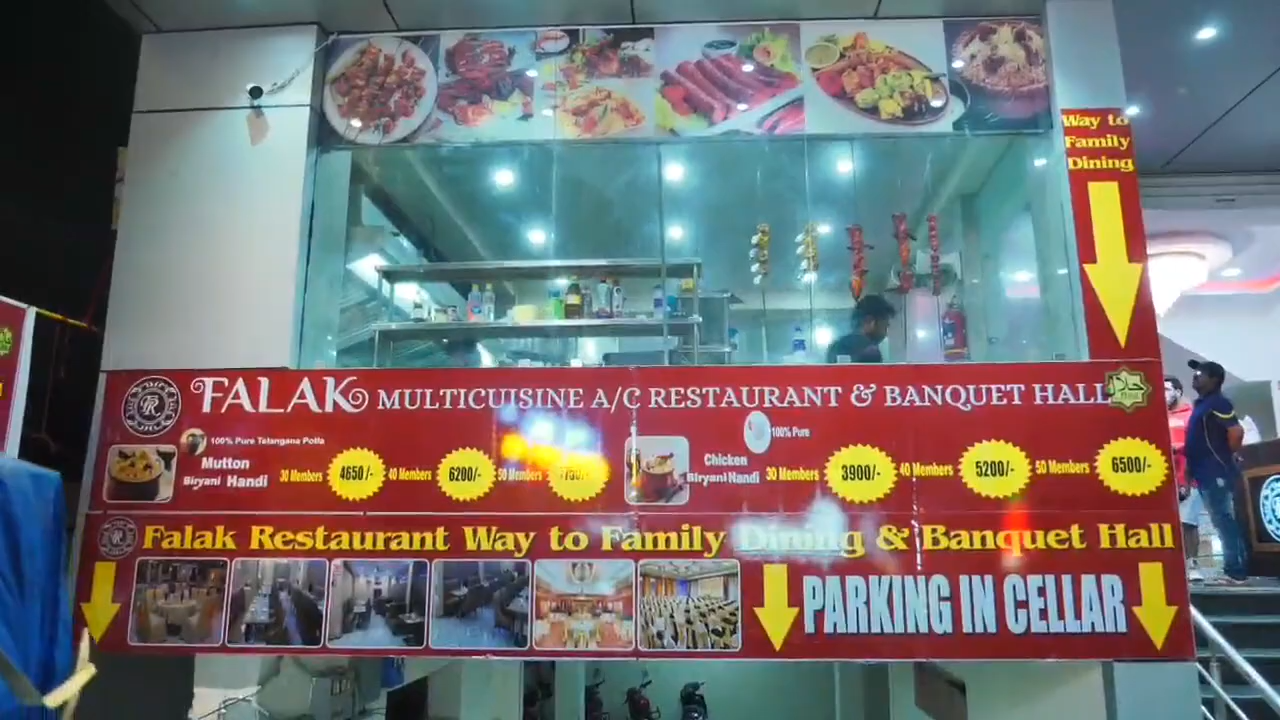 Way to
Family
Dining
FALAK MULTICUISINE A/C RESTAURANT & BANQUET HALL
حلال
100% Pure Telangana Potla
Mutton
Biryani Handi
30 Members 4650/- 40 Members 6200/- 50 Members
100% Pure
Chicken
Biryani Handi
30 Members 3900/- 40 Members 5200/- 50 Members 6500/-
Falak Restaurant Way to Family Dining & Banquet Hall
PARKING IN CELLAR